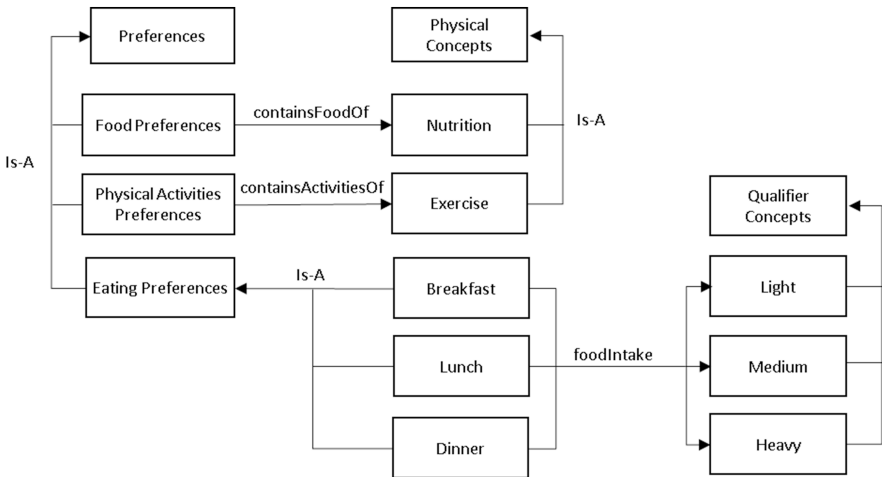 Preferences
Physical
Concepts
Food Preferences
containsFoodOf
Nutrition
Is-A
Is-A
Physical Activities
Preferences
containsActivitiesOf
Exercise
Qualifier
Concepts
Eating Preferences
Is-A
Breakfast
Light
Lunch
foodIntake
Medium
Dinner
Heavy